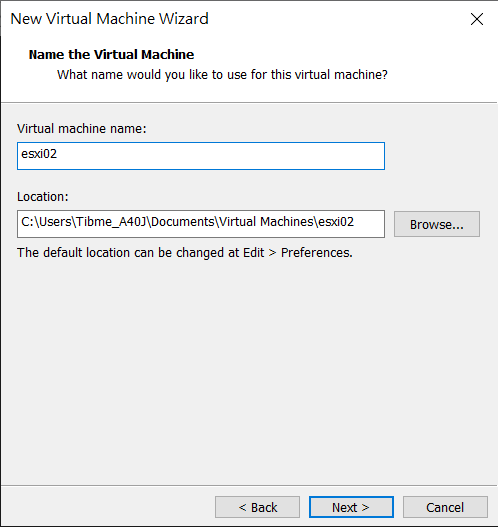 New Virtual Machine Wizard
Name the Virtual Machine
What name would you like to use for this virtual machine?
Virtual machine name:
esxi02
Location:
C:\Users\Tibme_A40J\Documents\Virtual Machines\esxi02
Browse...
The default location can be changed at Edit > Preferences.
< Back
Next >
Cancel